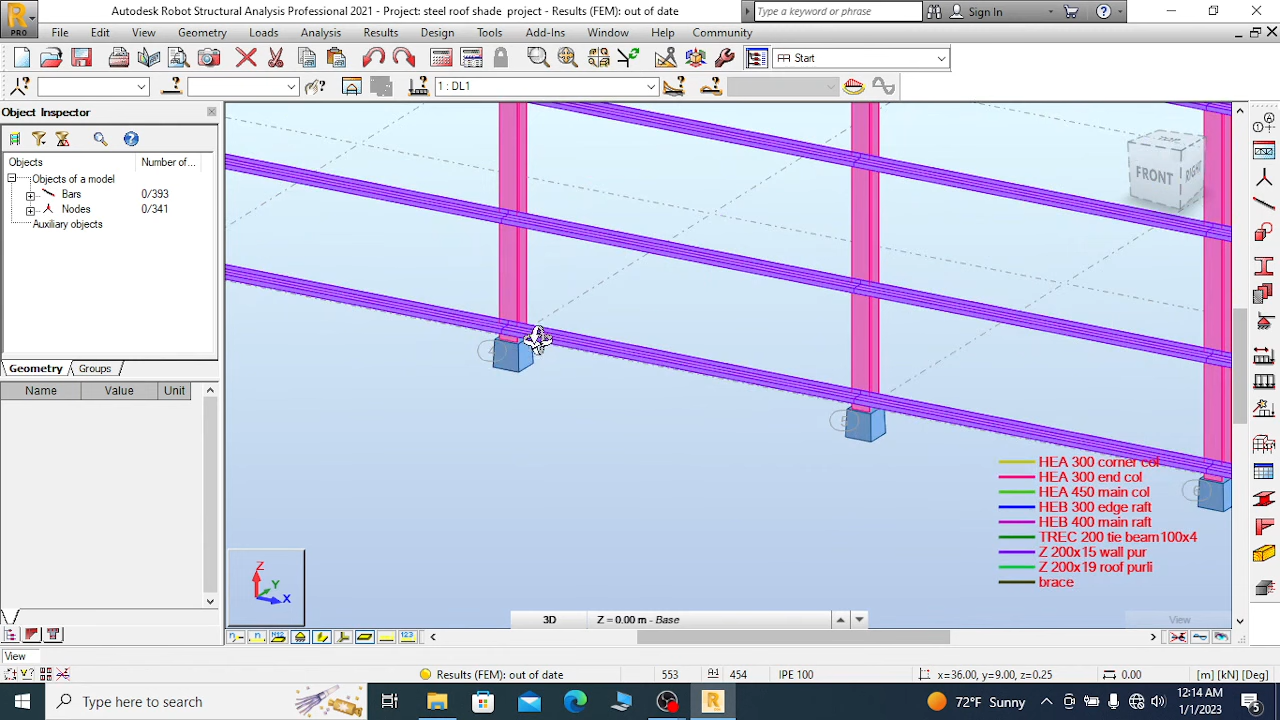 Autodesk Robot Structural Analysis Professional 2021 - Project: steel roof shade project - Results (FEM): out of date
Type a keyword or phrase
Sign In
PRO
File Edit View Geometry Loads Analysis Results Design Tools Add-Ins Window Help Community
Start
1 : DL1
Object Inspector
Objects Number of...
Objects of a model
Bars 0/393
Nodes 0/341
Auxiliary objects
Geometry Groups
Name Value Unit
TOP
FRONT RIGHT
HEA 300 corner col
HEA 300 end col
HEA 450 main col
HEB 300 edge raft
HEB 400 main raft
TREC 200 tie beam100x4
Z 200x15 wall pur
Z 200x19 roof purli
brace
Z
Y
X
3D Z = 0.00 m - Base
View
View
Results (FEM): out of date 553 454 IPE 100 x=36.00, y=9.00, z=0.25 0.00 [m] [kN] [Deg]
Type here to search
72°F Sunny
12:14 AM
1/1/2023